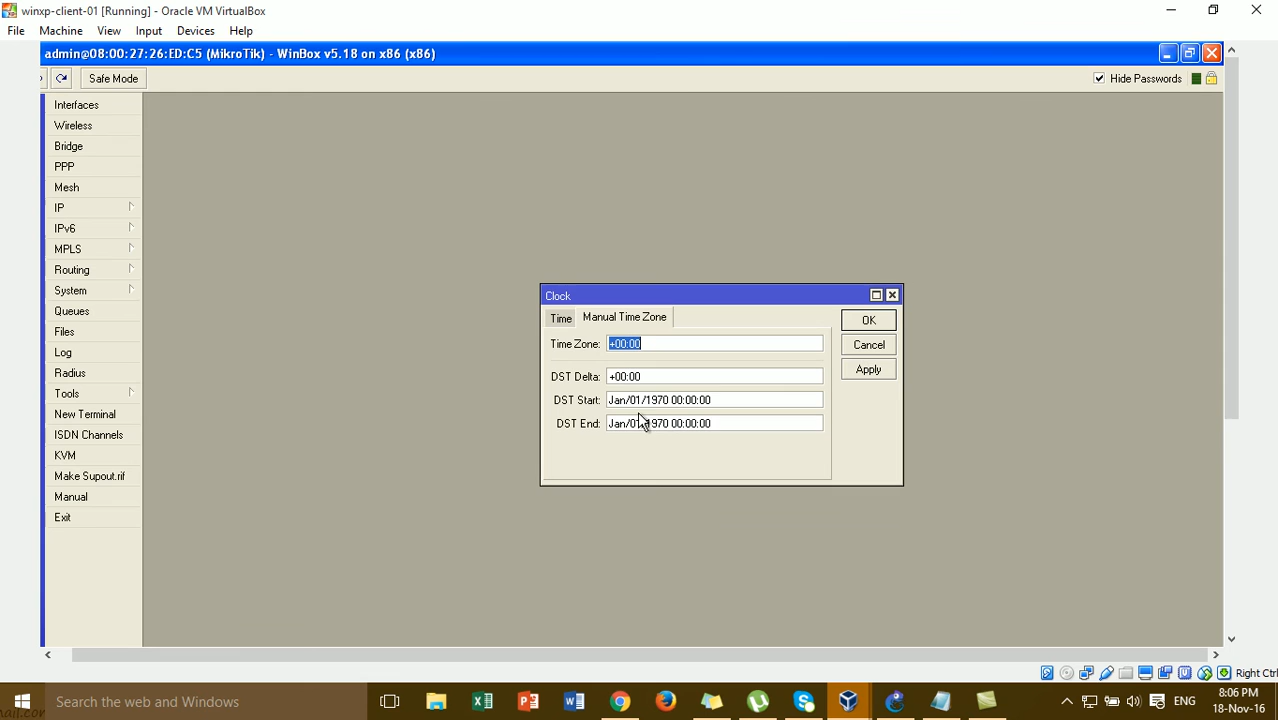 winxp-client-01 [Running] - Oracle VM VirtualBox
File Machine View Input Devices Help
admin@08:00:27:26:ED:C5 (MikroTik) - WinBox v5.18 on x86 (x86)
Safe Mode Hide Passwords
Interfaces
Wireless
Bridge
PPP
Mesh
IP
IPv6
MPLS
Routing
System
Queues
Files
Log
Radius
Tools
New Terminal
ISDN Channels
KVM
Make Supout.rif
Manual
Exit
Clock
Time Manual Time Zone
Time Zone: +00:00
DST Delta: +00:00
DST Start: Jan/01/1970 00:00:00
DST End: Jan/01/1970 00:00:00
OK
Cancel
Apply
Right Ctrl
Search the web and Windows
ENG
8:06 PM
18-Nov-16